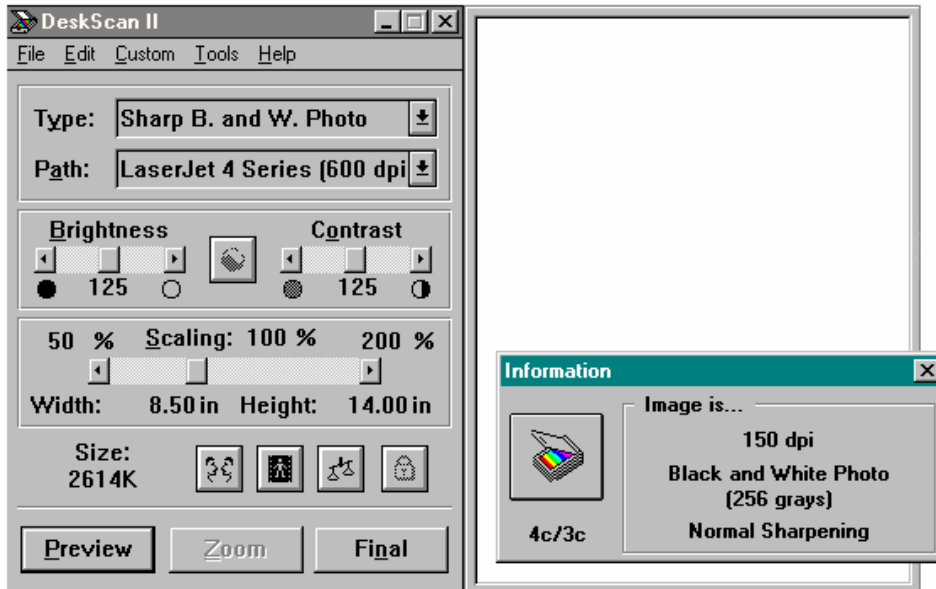 DeskScan II
File Edit Custom Tools Help
Type: Sharp B. and W. Photo
Path: LaserJet 4 Series (600 dpi
Brightness Contrast
125 125
50 % Scaling: 100 % 200 %
Width: 8.50 in Height: 14.00 in
Size:
2614K
Preview Zoom Final
Information
Image is...
150 dpi
Black and White Photo
(256 grays)
Normal Sharpening
4c/3c